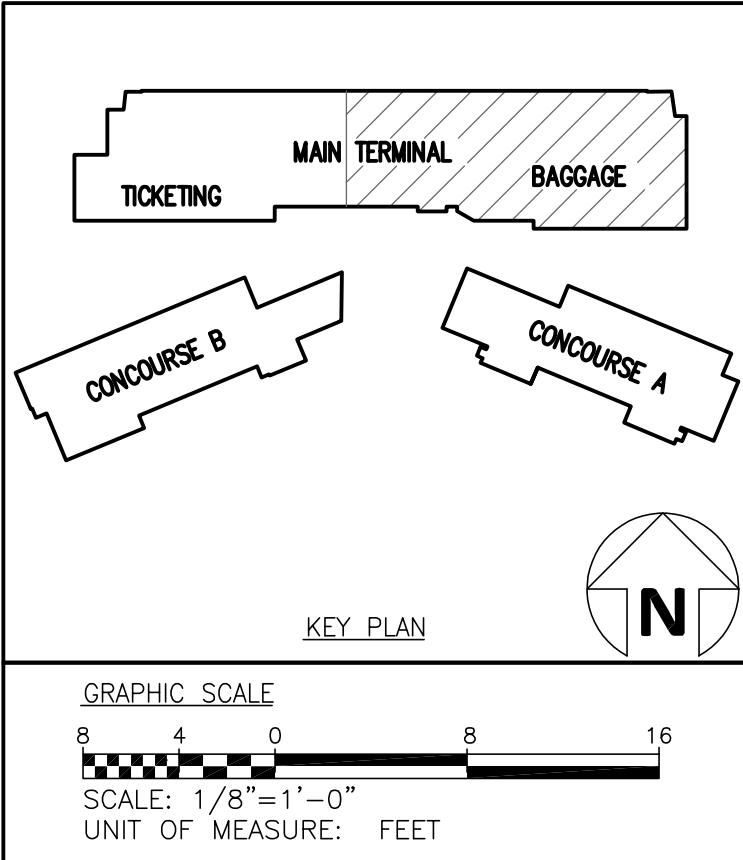 MAIN TERMINAL
BAGGAGE
TICKETING
CONCOURSE B
CONCOURSE A
N
KEY PLAN
GRAPHIC SCALE
8 4 0 8 16
SCALE: 1/8"=1'-0"
UNIT OF MEASURE: FEET